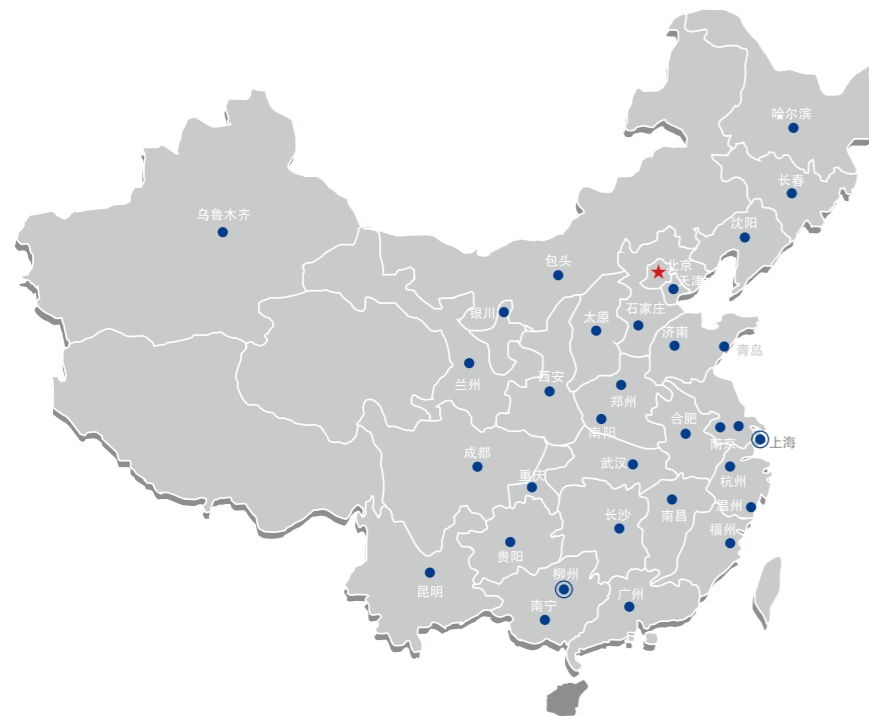 哈尔滨
长春
乌鲁木齐
沈阳
包头
北京
天津
银川
石家庄
太原
济南
青岛
兰州
西安
郑州
合肥
南阳
南京
上海
成都
武汉
重庆
杭州
温州
南昌
长沙
福州
贵阳
柳州
昆明
南宁
广州